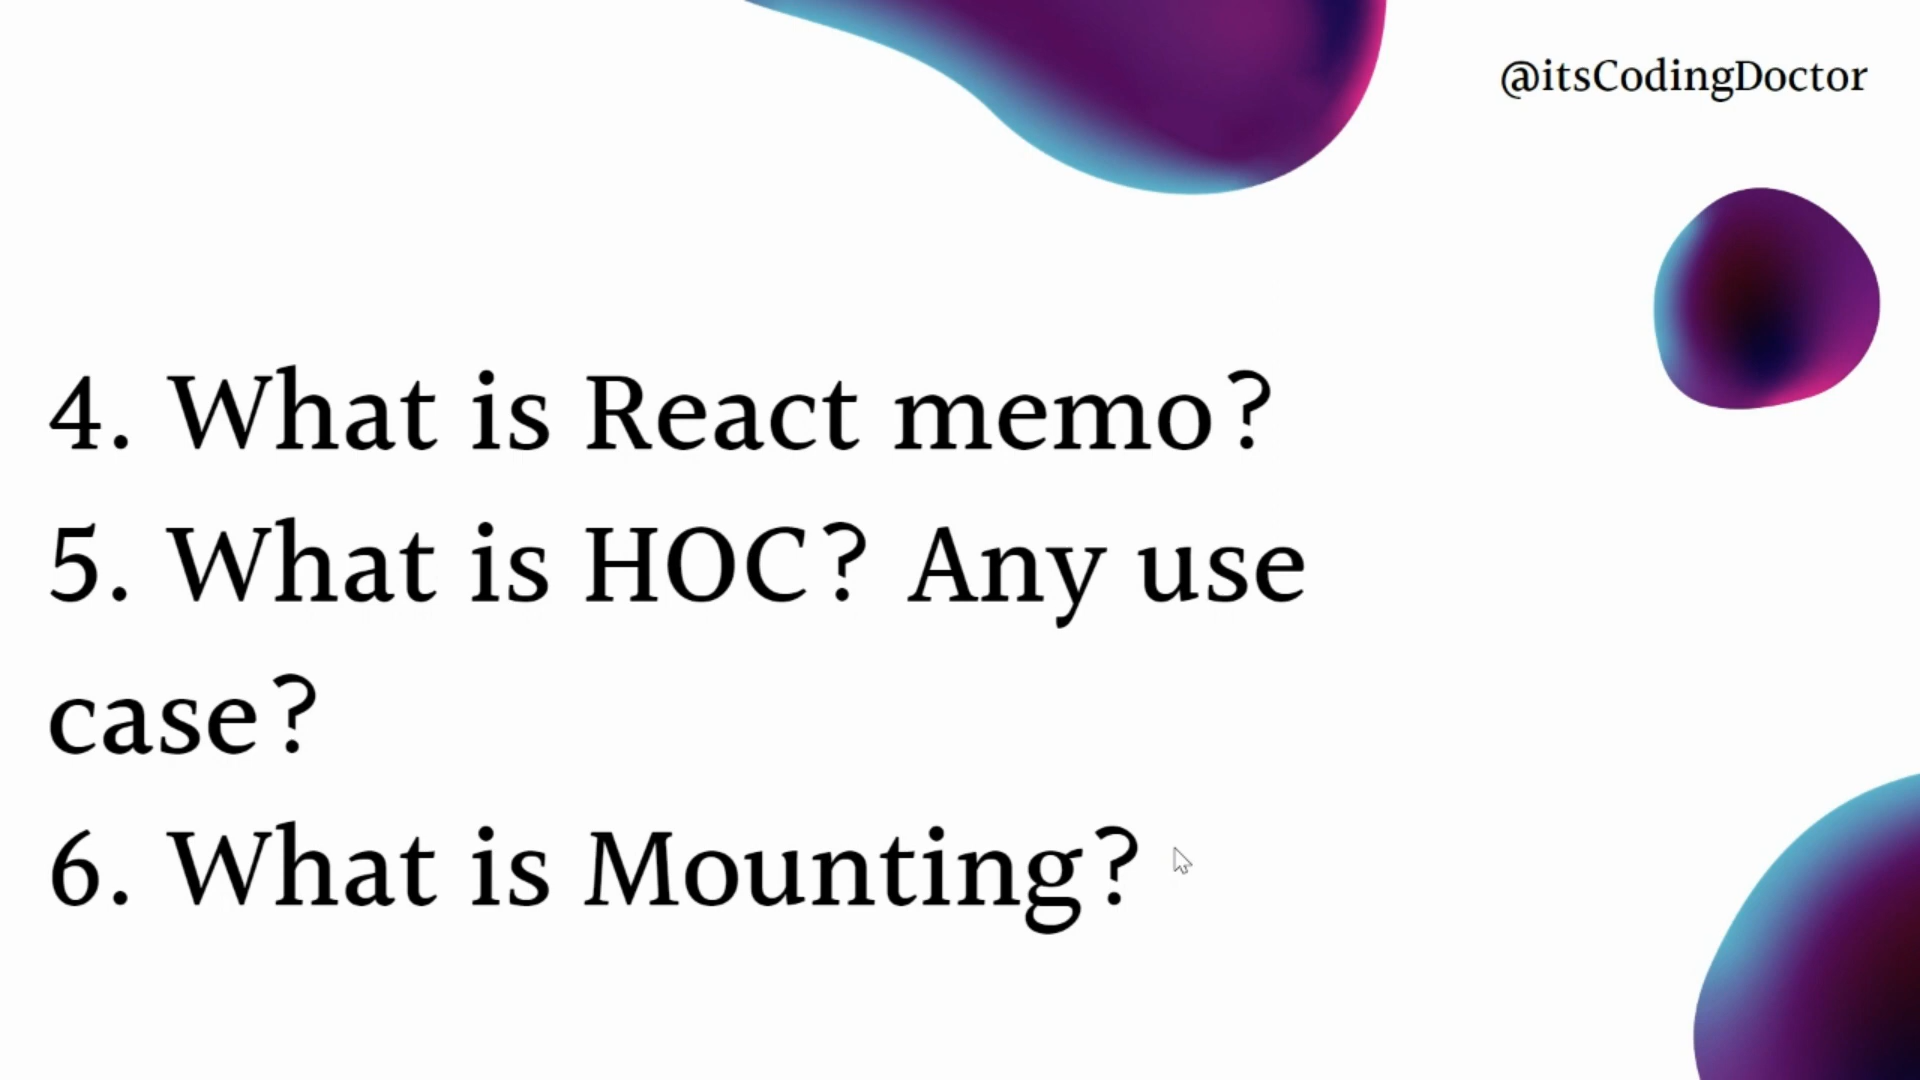 @itsCodingDoctor
4. What is React memo?
5. What is HOC? Any use
case?
6. What is Mounting?